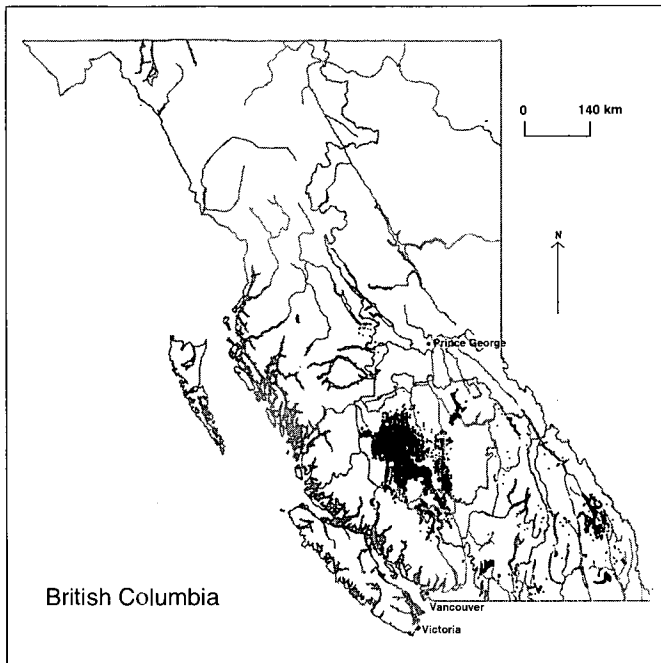 0 140 km
N
Prince George
British Columbia
Vancouver
Victoria